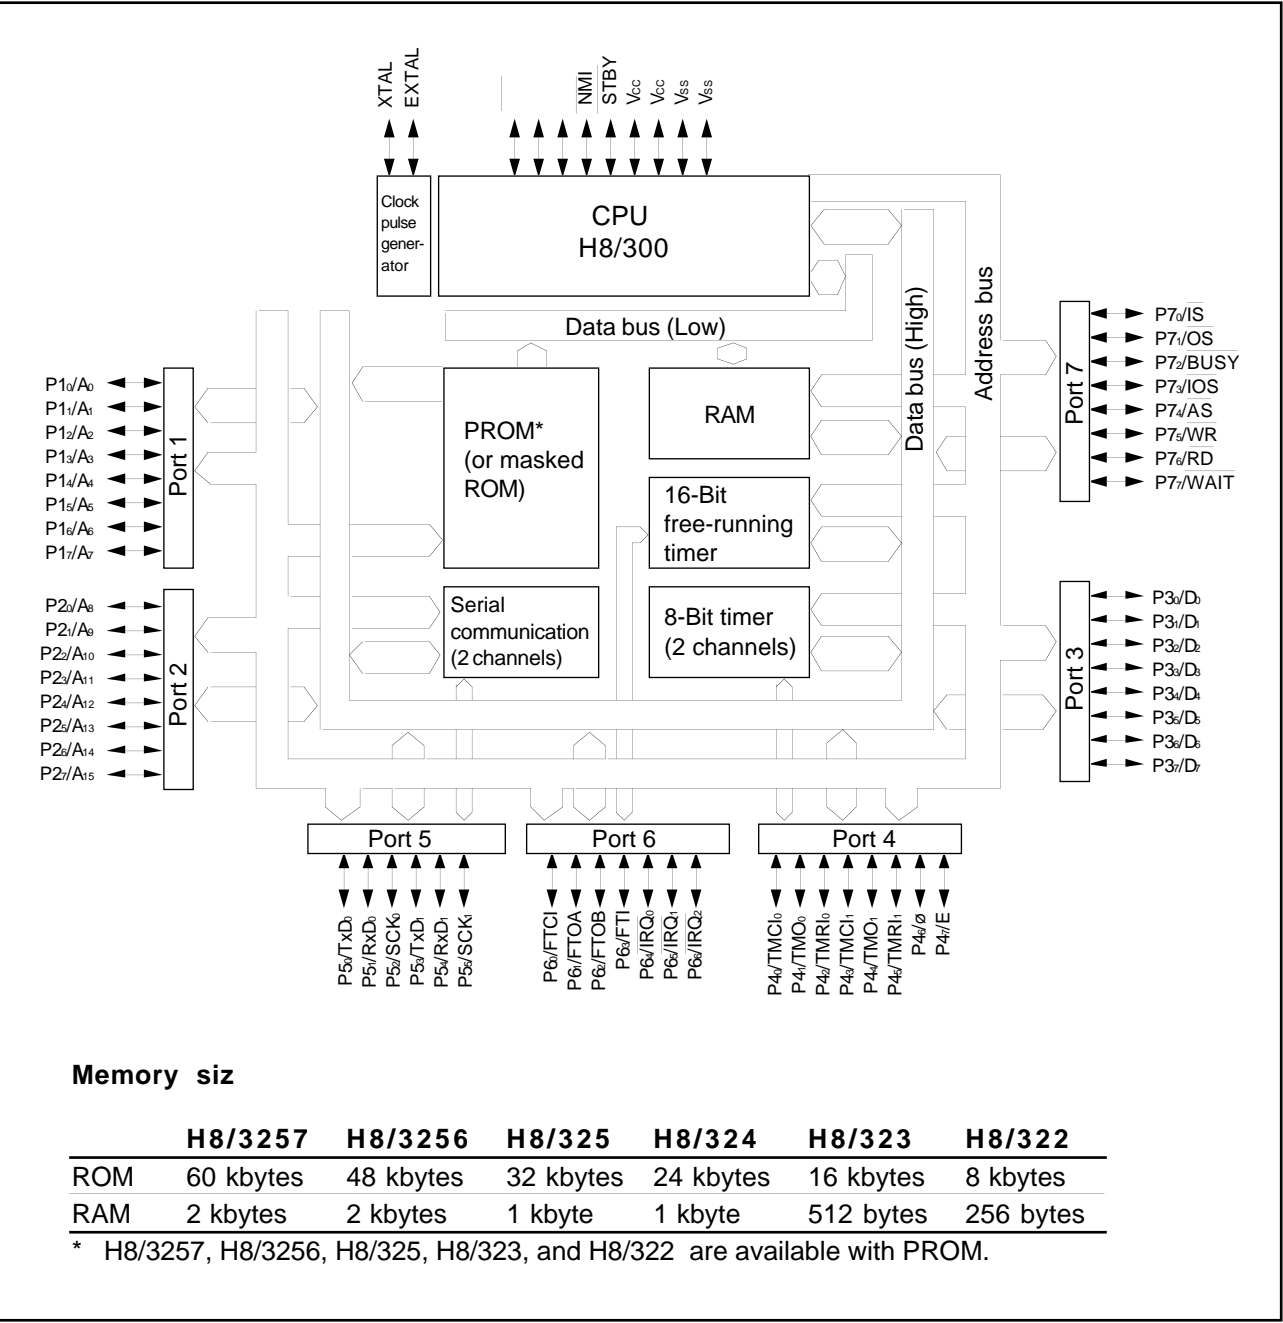 XTAL
EXTAL
NMI
STBY
Vcc
Vcc
Vss
Vss
Clock
pulse
gener-
ator
CPU
H8/300
Data bus (Low)
Data bus (High)
Address bus
PROM*
(or masked
ROM)
RAM
16-Bit
free-running
timer
Serial
communication
(2 channels)
8-Bit timer
(2 channels)
P1₀/A₀
P1₁/A₁
P1₂/A₂
P1₃/A₃
P1₄/A₄
P1₅/A₅
P1₆/A₆
P1₇/A₇
Port 1
P2₀/A₈
P2₁/A₉
P2₂/A₁₀
P2₃/A₁₁
P2₄/A₁₂
P2₅/A₁₃
P2₆/A₁₄
P2₇/A₁₅
Port 2
Port 7
P7₀/IS
P7₁/OS
P7₂/BUSY
P7₃/IOS
P7₄/AS
P7₅/WR
P7₆/RD
P7₇/WAIT
Port 3
P3₀/D₀
P3₁/D₁
P3₂/D₂
P3₃/D₃
P3₄/D₄
P3₅/D₅
P3₆/D₆
P3₇/D₇
Port 5
P5₀/TxD₀
P5₁/RxD₀
P5₂/SCK₀
P5₃/TxD₁
P5₄/RxD₁
P5₅/SCK₁
Port 6
P6₀/FTCI
P6₁/FTOA
P6₂/FTOB
P6₃/FTI
P6₄/IRQ₀
P6₅/IRQ₁
P6₆/IRQ₂
Port 4
P4₀/TMCI₀
P4₁/TMO₀
P4₂/TMRI₀
P4₃/TMCI₁
P4₄/TMO₁
P4₅/TMRI₁
P4₆/ø
P4₇/E
Memory siz
H8/3257 H8/3256 H8/325 H8/324 H8/323 H8/322
ROM 60 kbytes 48 kbytes 32 kbytes 24 kbytes 16 kbytes 8 kbytes
RAM 2 kbytes 2 kbytes 1 kbyte 1 kbyte 512 bytes 256 bytes
* H8/3257, H8/3256, H8/325, H8/323, and H8/322 are available with PROM.